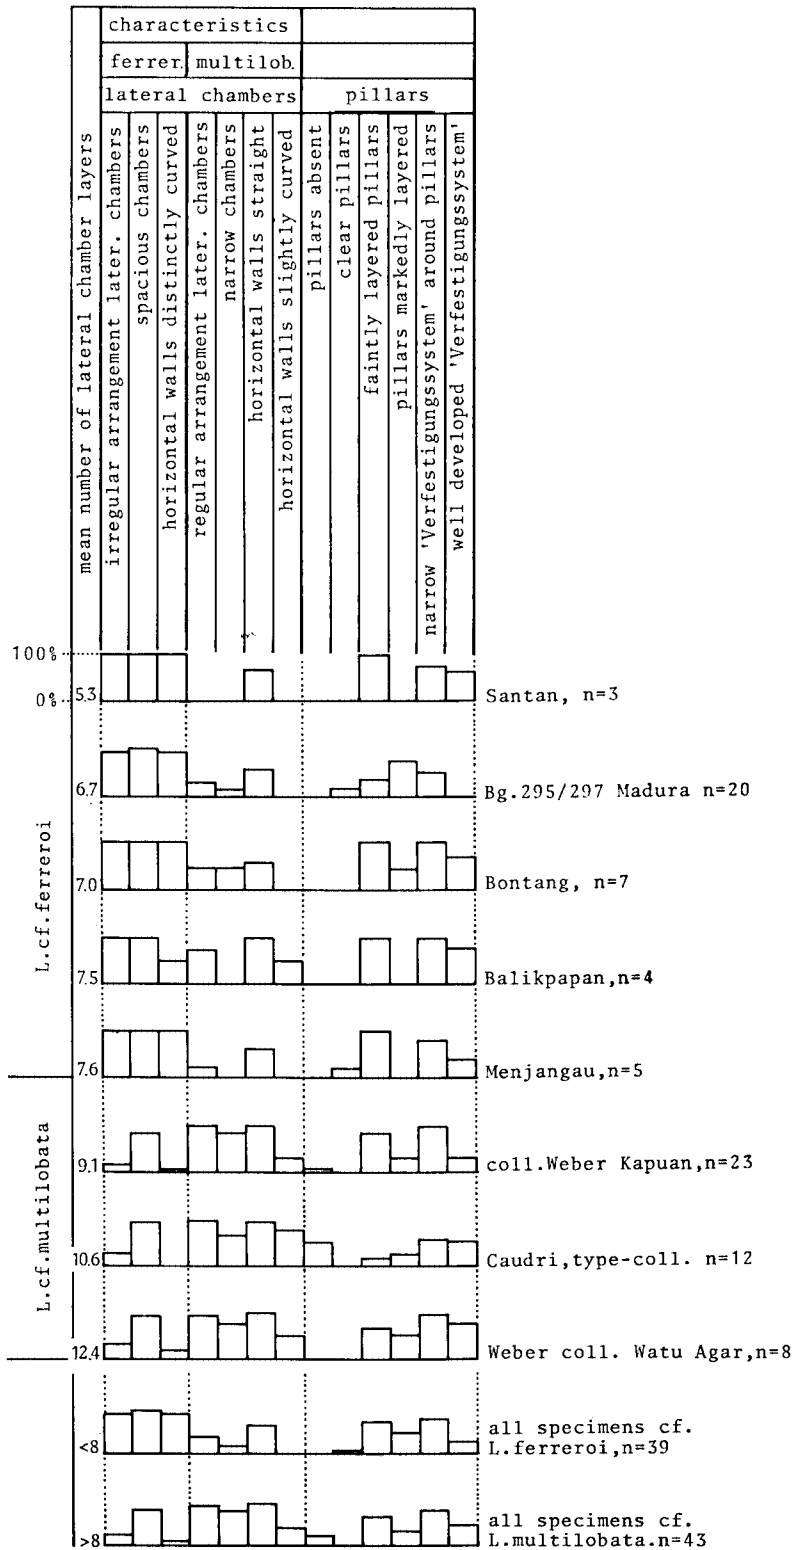 characteristics
ferrer. multilob.
lateral chambers pillars
mean number of lateral chamber layers
irregular arrangement later. chambers
spacious chambers
horizontal walls distinctly curved
regular arrangement later. chambers
narrow chambers
horizontal walls straight
horizontal walls slightly curved
pillars absent
clear pillars
faintly layered pillars
pillars markedly layered
narrow 'Verfestigungssystem' around pillars
well developed 'Verfestigungssystem'
100%
0% 5.3 Santan, n=3
6.7 Bg.295/297 Madura n=20
L.cf.ferreroi
7.0 Bontang, n=7
7.5 Balikpapan,n=4
7.6 Menjangau,n=5
L.cf.multilobata
9.1 coll.Weber Kapuan,n=23
10.6 Caudri,type-coll. n=12
12.4 Weber coll. Watu Agar,n=8
all specimens cf.
<8 L.ferreroi,n=39
all specimens cf.
>8 L.multilobata.n=43